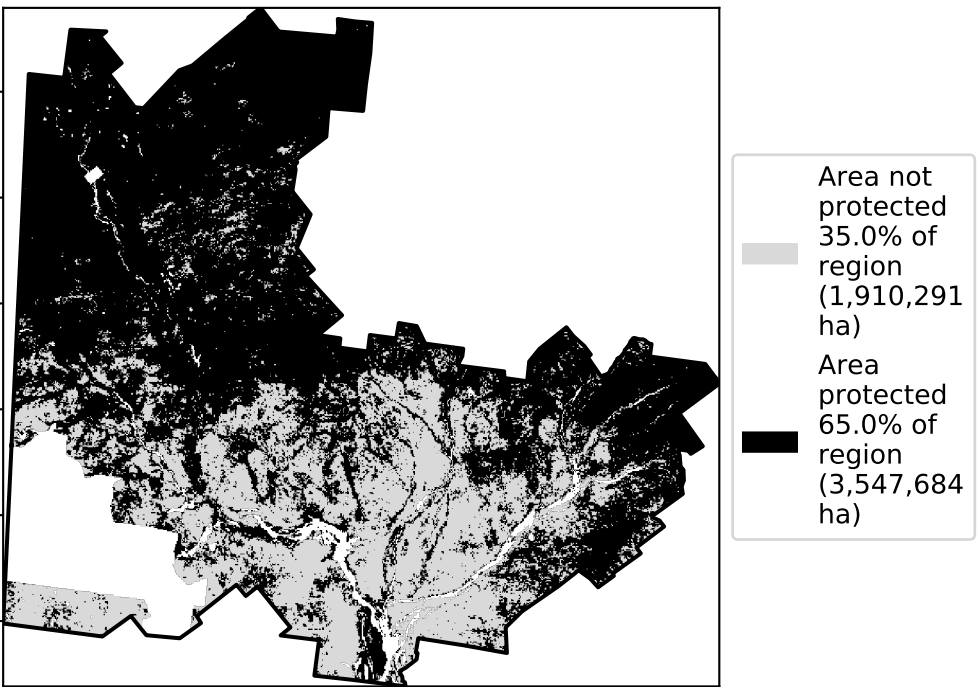 Area not
protected
35.0% of
region
(1,910,291
ha)
Area
protected
65.0% of
region
(3,547,684
ha)